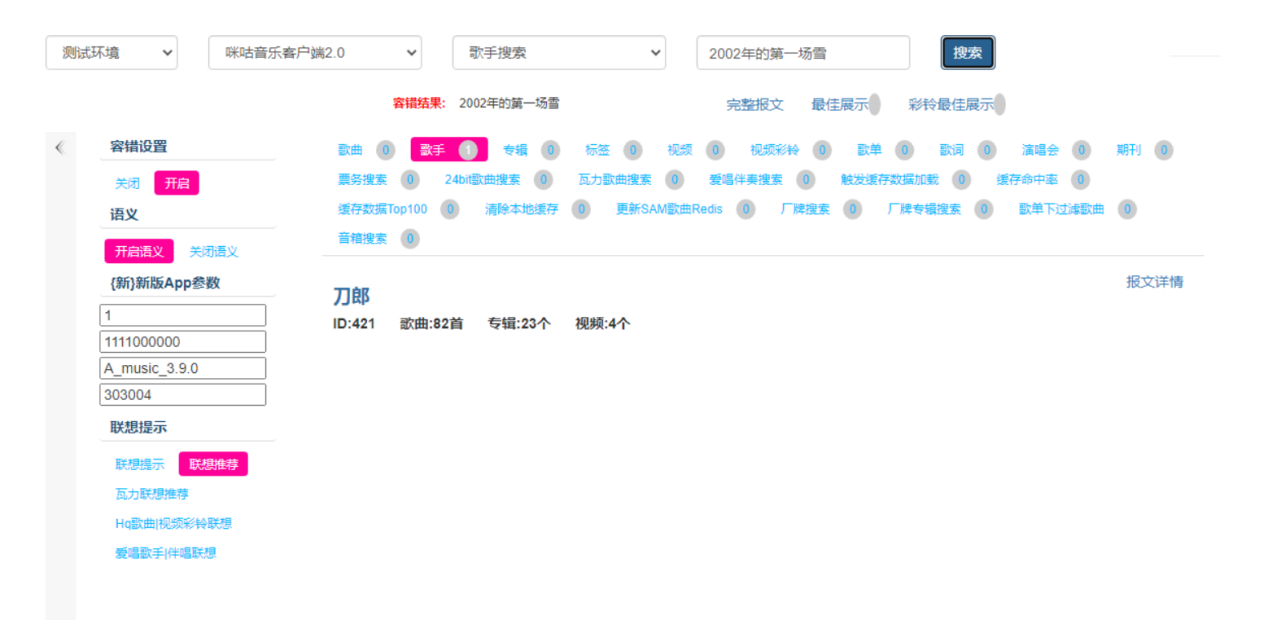 测试环境 咪咕音乐客户端2.0 歌手搜索 2002年的第一场雪 搜索
容错结果: 2002年的第一场雪 完整报文 最佳展示 彩铃最佳展示
容错设置
关闭 开启
语义
开启语义 关闭语义
{新}新版App参数
1
1111000000
A_music_3.9.0
303004
联想提示
联想提示 联想推荐
瓦力联想推荐
Hq歌曲|视频彩铃联想
爱唱歌手|伴唱联想
歌曲 0 歌手 1 专辑 0 标签 0 视频 0 视频彩铃 0 歌单 0 歌词 0 演唱会 0 期刊 0
票务搜索 0 24bit歌曲搜索 0 瓦力歌曲搜索 0 爱唱伴奏搜索 0 触发缓存数据加载 0 缓存命中率 0
缓存数据Top100 0 清除本地缓存 0 更新SAM歌曲Redis 0 厂牌搜索 0 厂牌专辑搜索 0 歌单下过滤歌曲 0
音箱搜索 0
报文详情
刀郎
ID:421 歌曲:82首 专辑:23个 视频:4个